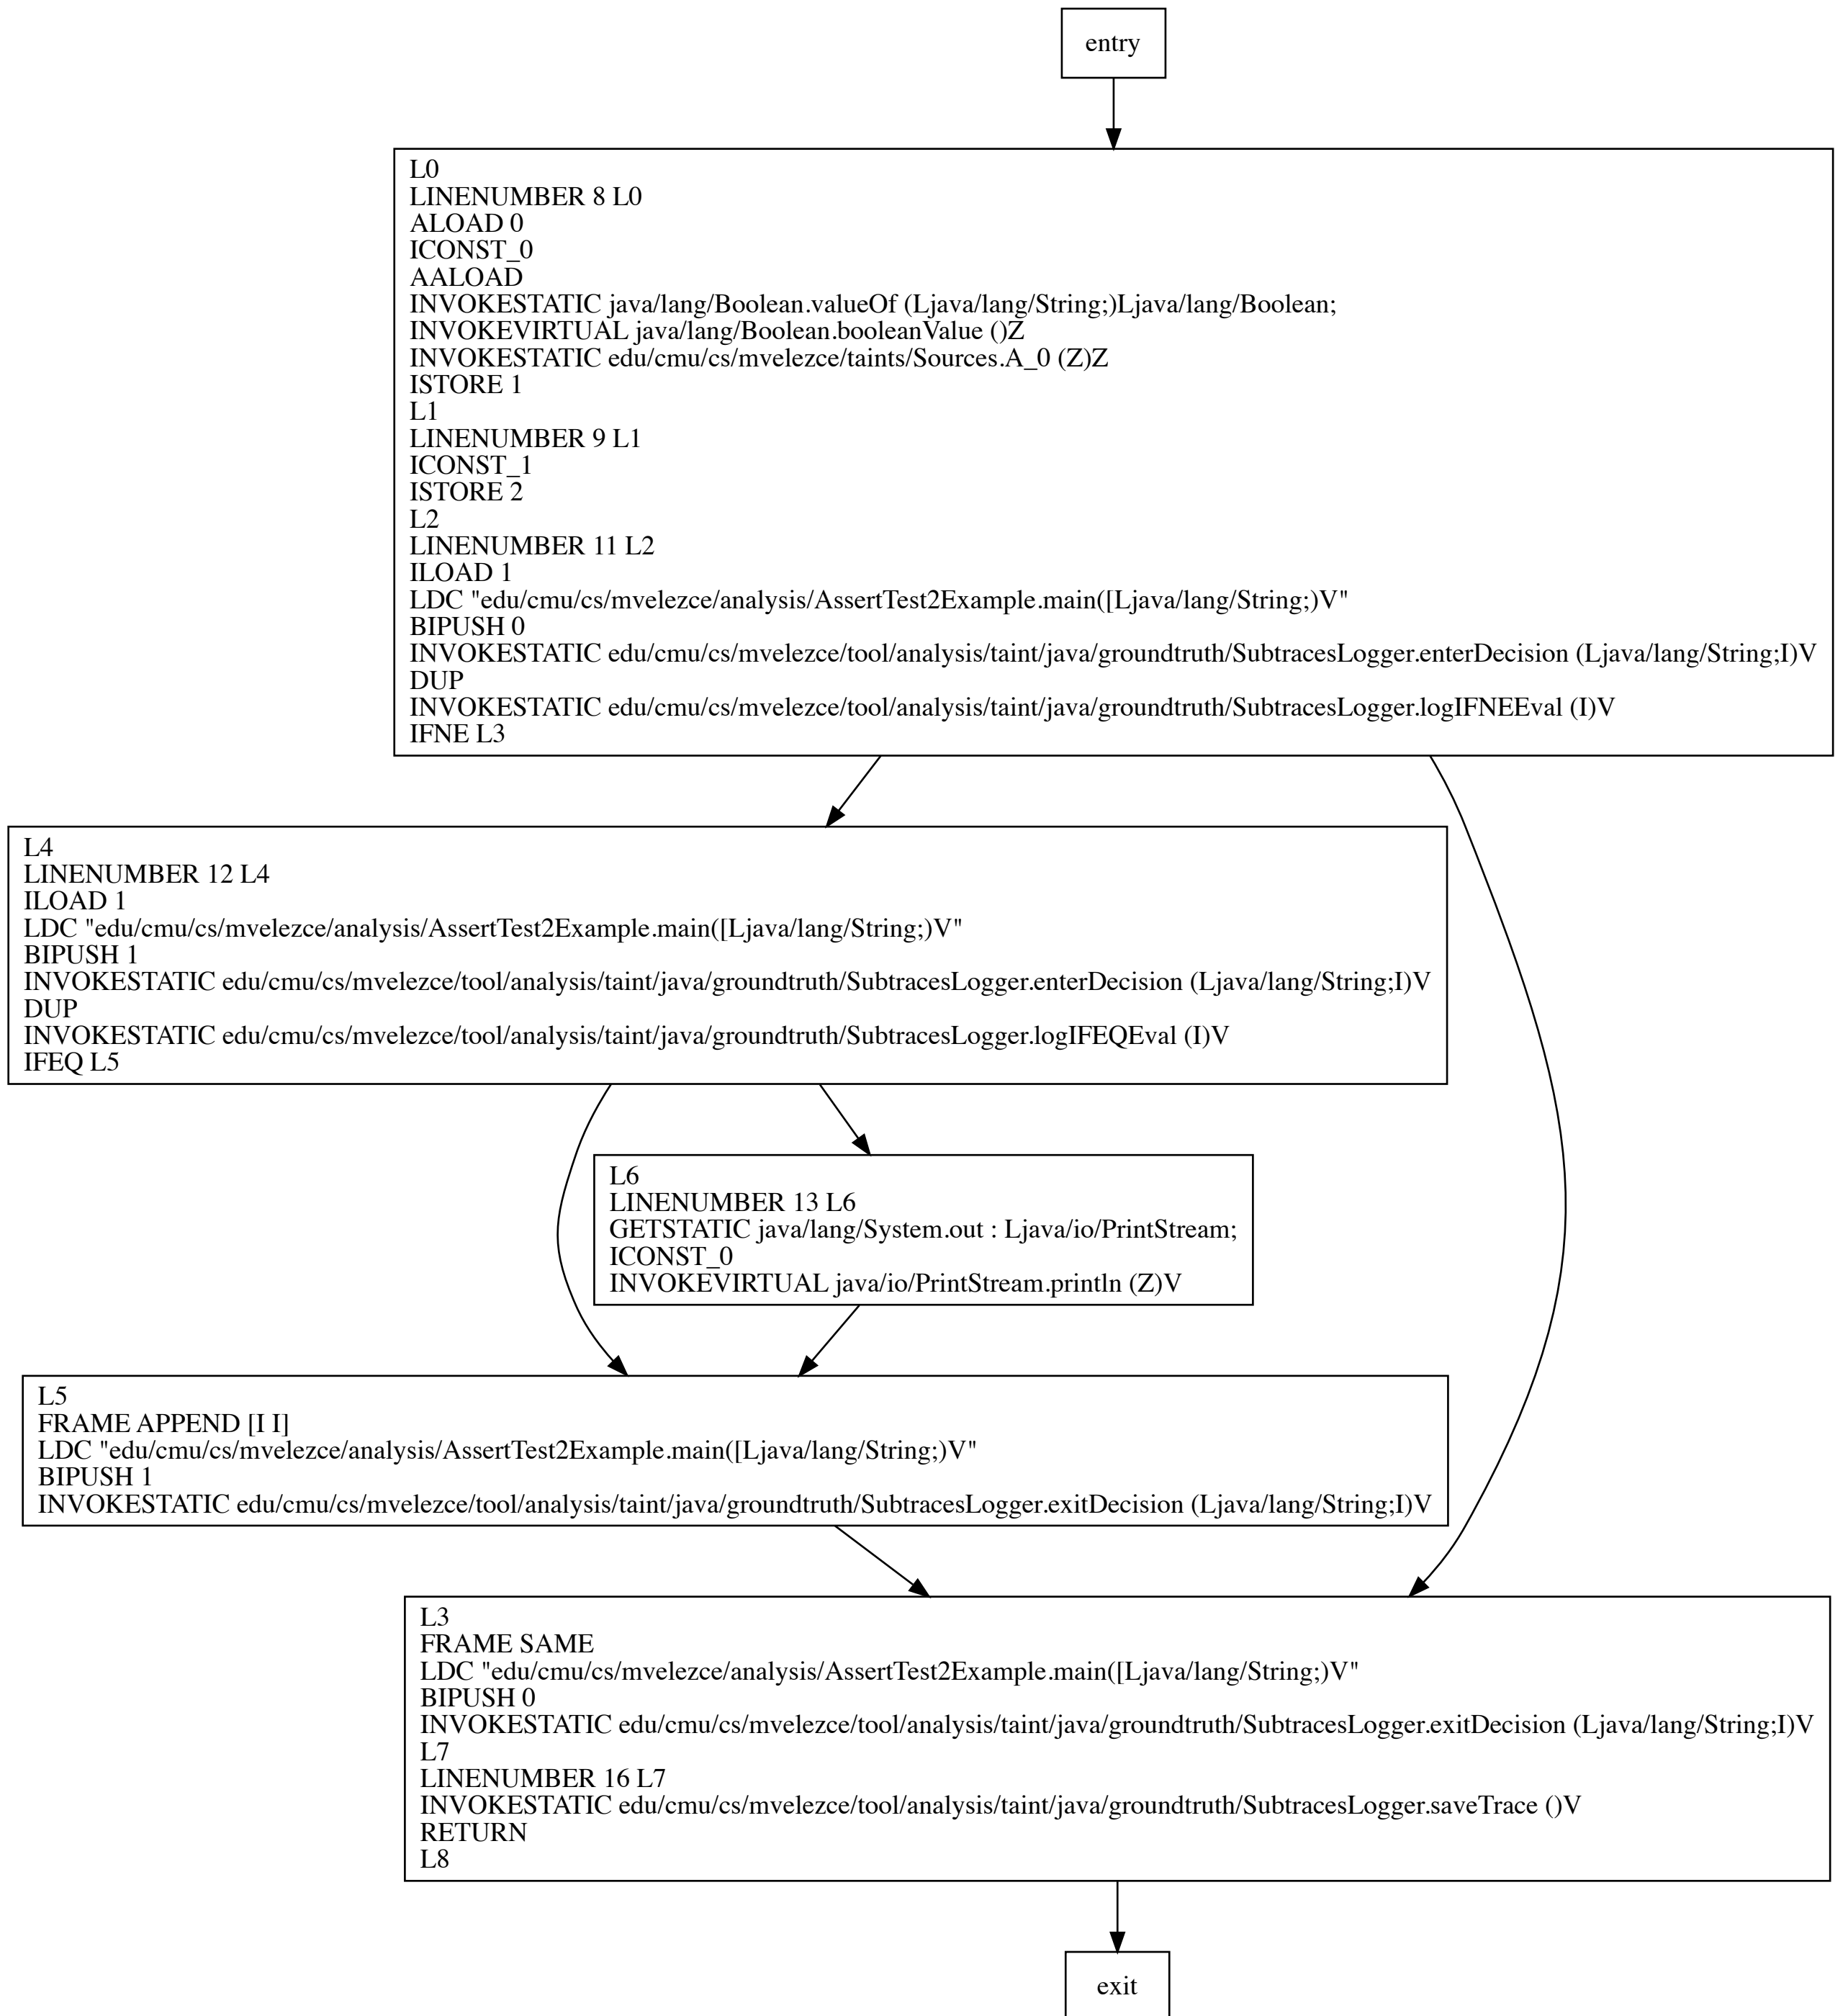 entry
L0
LINENUMBER 8 L0
ALOAD 0
ICONST_0
AALOAD
INVOKESTATIC java/lang/Boolean.valueOf (Ljava/lang/String;)Ljava/lang/Boolean;
INVOKEVIRTUAL java/lang/Boolean.booleanValue ()Z
INVOKESTATIC edu/cmu/cs/mvelezce/taints/Sources.A_0 (Z)Z
ISTORE 1
L1
LINENUMBER 9 L1
ICONST_1
ISTORE 2
L2
LINENUMBER 11 L2
ILOAD 1
LDC "edu/cmu/cs/mvelezce/analysis/AssertTest2Example.main([Ljava/lang/String;)V"
BIPUSH 0
INVOKESTATIC edu/cmu/cs/mvelezce/tool/analysis/taint/java/groundtruth/SubtracesLogger.enterDecision (Ljava/lang/String;I)V
DUP
INVOKESTATIC edu/cmu/cs/mvelezce/tool/analysis/taint/java/groundtruth/SubtracesLogger.logIFNEEval (I)V
IFNE L3
L4
LINENUMBER 12 L4
ILOAD 1
LDC "edu/cmu/cs/mvelezce/analysis/AssertTest2Example.main([Ljava/lang/String;)V"
BIPUSH 1
INVOKESTATIC edu/cmu/cs/mvelezce/tool/analysis/taint/java/groundtruth/SubtracesLogger.enterDecision (Ljava/lang/String;I)V
DUP
INVOKESTATIC edu/cmu/cs/mvelezce/tool/analysis/taint/java/groundtruth/SubtracesLogger.logIFEQEval (I)V
IFEQ L5
L6
LINENUMBER 13 L6
GETSTATIC java/lang/System.out : Ljava/io/PrintStream;
ICONST_0
INVOKEVIRTUAL java/io/PrintStream.println (Z)V
L5
FRAME APPEND [I I]
LDC "edu/cmu/cs/mvelezce/analysis/AssertTest2Example.main([Ljava/lang/String;)V"
BIPUSH 1
INVOKESTATIC edu/cmu/cs/mvelezce/tool/analysis/taint/java/groundtruth/SubtracesLogger.exitDecision (Ljava/lang/String;I)V
L3
FRAME SAME
LDC "edu/cmu/cs/mvelezce/analysis/AssertTest2Example.main([Ljava/lang/String;)V"
BIPUSH 0
INVOKESTATIC edu/cmu/cs/mvelezce/tool/analysis/taint/java/groundtruth/SubtracesLogger.exitDecision (Ljava/lang/String;I)V
L7
LINENUMBER 16 L7
INVOKESTATIC edu/cmu/cs/mvelezce/tool/analysis/taint/java/groundtruth/SubtracesLogger.saveTrace ()V
RETURN
L8
exit